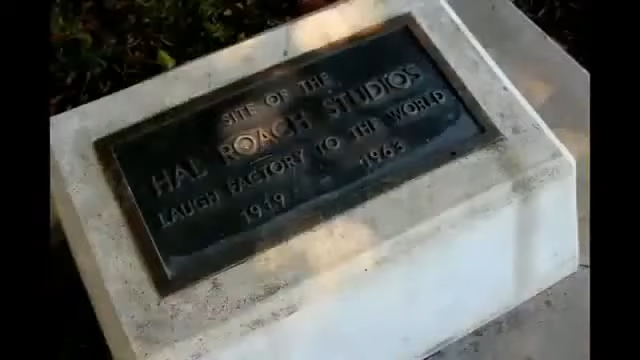 SITE OF THE
HAL ROACH STUDIOS
LAUGH FACTORY TO THE WORLD
1919 - 1963